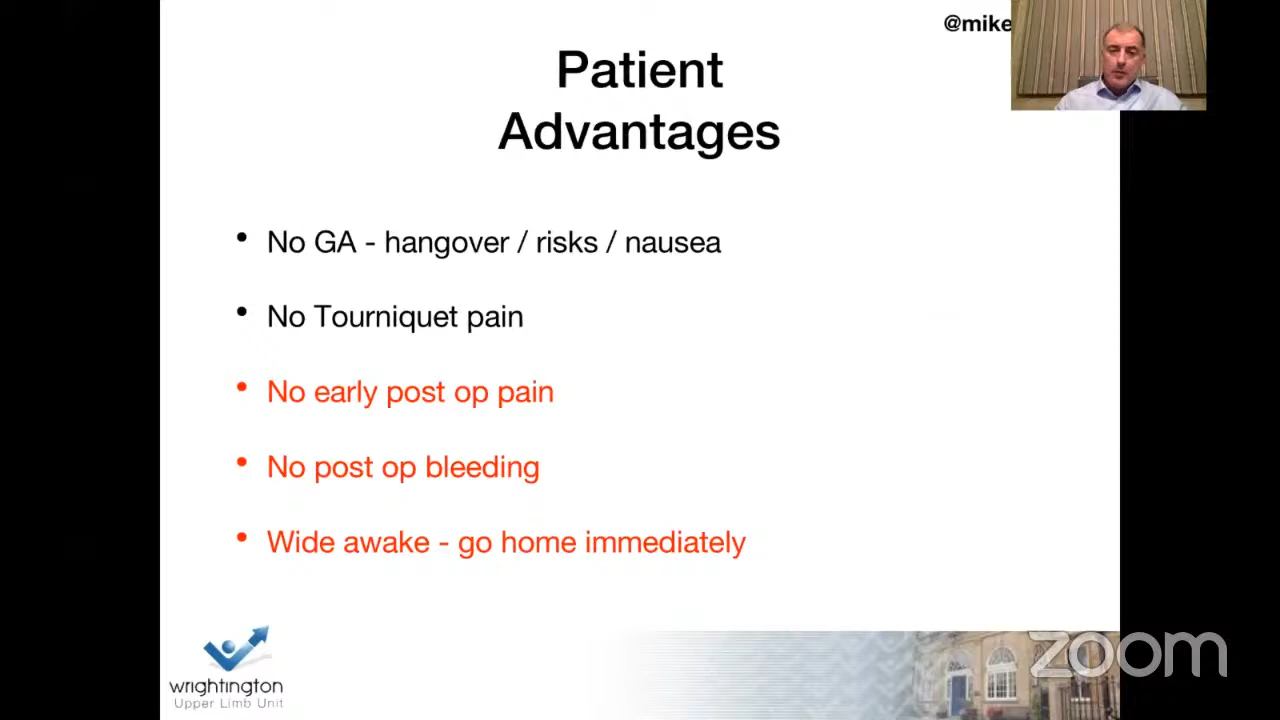 @mike
Patient
Advantages
• No GA - hangover / risks / nausea
• No Tourniquet pain
• No early post op pain
• No post op bleeding
• Wide awake - go home immediately
wrightington
Upper Limb Unit
zoom